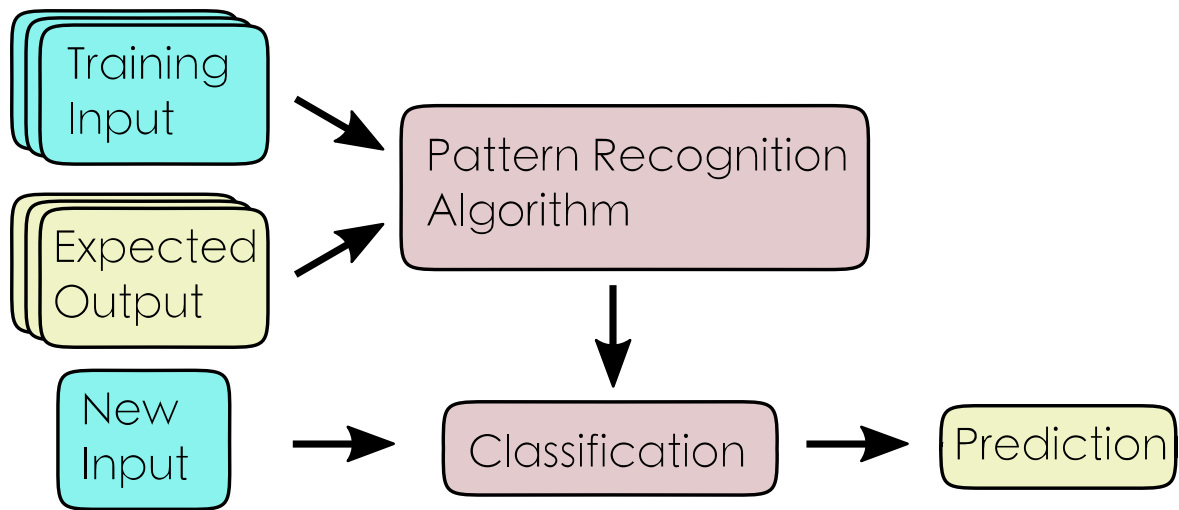 Training
Input
Pattern Recognition
Algorithm
Expected
Output
New
Input
Classification
Prediction